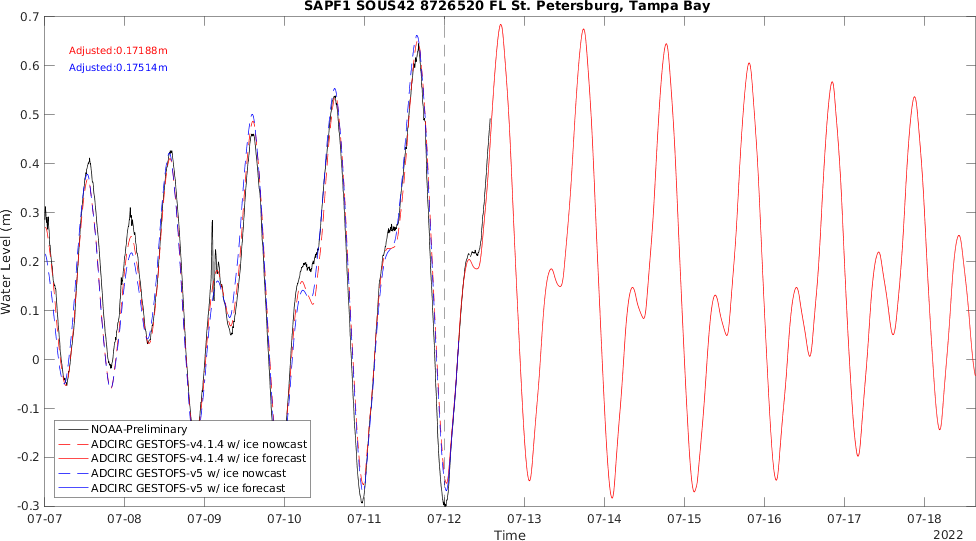 SAPF1 SOUS42 8726520 FL St. Petersburg, Tampa Bay
Adjusted:0.17188m
Adjusted:0.17514m
Water Level (m)
0.7
0.6
0.5
0.4
0.3
0.2
0.1
0
-0.1
-0.2
-0.3
NOAA-Preliminary
ADCIRC GESTOFS-v4.1.4 w/ ice nowcast
ADCIRC GESTOFS-v4.1.4 w/ ice forecast
ADCIRC GESTOFS-v5 w/ ice nowcast
ADCIRC GESTOFS-v5 w/ ice forecast
07-07 07-08 07-09 07-10 07-11 07-12 07-13 07-14 07-15 07-16 07-17 07-18
Time
2022